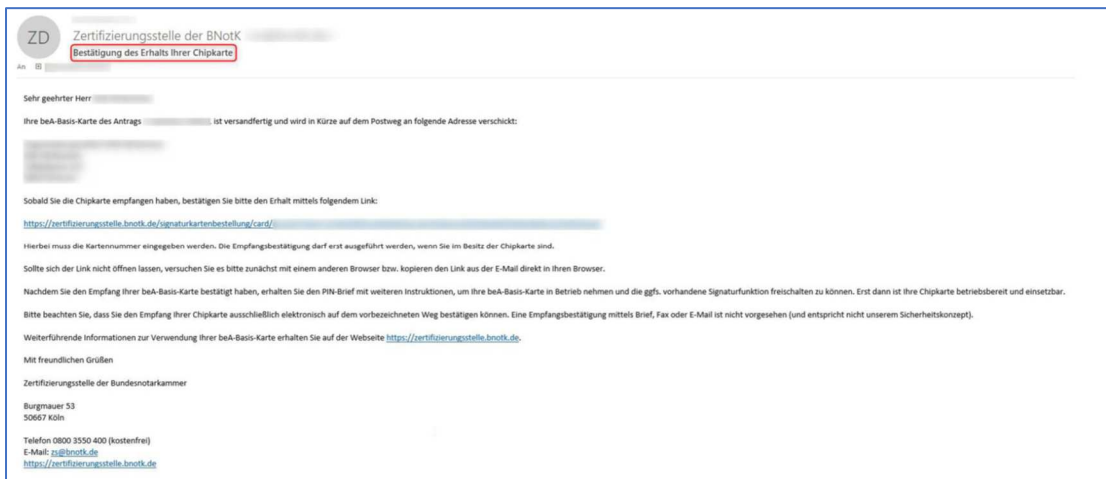 ZD
Zertifizierungsstelle der BNotK
Bestätigung des Erhalts Ihrer Chipkarte
An
Sehr geehrter Herr
Ihre beA-Basis-Karte des Antrags , ist versandfertig und wird in Kürze auf dem Postweg an folgende Adresse verschickt:
Sobald Sie die Chipkarte empfangen haben, bestätigen Sie bitte den Erhalt mittels folgendem Link:
https://zertifizierungsstelle.bnotk.de/signaturkartenbestellung/card/
Hierbei muss die Kartennummer eingegeben werden. Die Empfangsbestätigung darf erst ausgeführt werden, wenn Sie im Besitz der Chipkarte sind.
Sollte sich der Link nicht öffnen lassen, versuchen Sie es bitte zunächst mit einem anderen Browser bzw. kopieren den Link aus der E-Mail direkt in Ihren Browser.
Nachdem Sie den Empfang Ihrer beA-Basis-Karte bestätigt haben, erhalten Sie den PIN-Brief mit weiteren Instruktionen, um Ihre beA-Basis-Karte in Betrieb nehmen und die ggfs. vorhandene Signaturfunktion freischalten zu können. Erst dann ist Ihre Chipkarte betriebsbereit und einsetzbar.
Bitte beachten Sie, dass Sie den Empfang Ihrer Chipkarte ausschließlich elektronisch auf dem vorbezeichneten Weg bestätigen können. Eine Empfangsbestätigung mittels Brief, Fax oder E-Mail ist nicht vorgesehen (und entspricht nicht unserem Sicherheitskonzept).
Weiterführende Informationen zur Verwendung Ihrer beA-Basis-Karte erhalten Sie auf der Webseite https://zertifizierungsstelle.bnotk.de.
Mit freundlichen Grüßen
Zertifizierungsstelle der Bundesnotarkammer
Burgmauer 53
50667 Köln
Telefon 0800 3550 400 (kostenfrei)
E-Mail: zs@bnotk.de
https://zertifizierungsstelle.bnotk.de